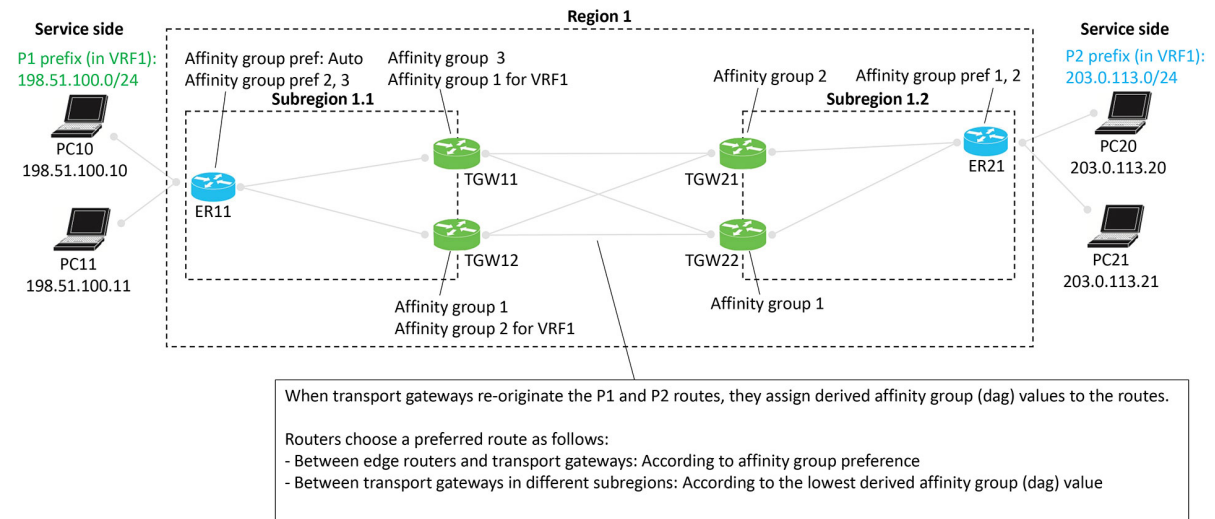 Region 1
Service side
P1 prefix (in VRF1):
198.51.100.0/24
PC10
198.51.100.10
PC11
198.51.100.11
Affinity group pref: Auto
Affinity group pref 2, 3
Subregion 1.1
ER11
Affinity group  3
Affinity group 1 for VRF1
TGW11
TGW12
Affinity group 1
Affinity group 2 for VRF1
Affinity group 2
TGW21
TGW22
Affinity group 1
Affinity group pref 1, 2
Subregion 1.2
ER21
Service side
P2 prefix (in VRF1):
203.0.113.0/24
PC20
203.0.113.20
PC21
203.0.113.21
When transport gateways re-originate the P1 and P2 routes, they assign derived affinity group (dag) values to the routes.
Routers choose a preferred route as follows:
- Between edge routers and transport gateways: According to affinity group preference
- Between transport gateways in different subregions: According to the lowest derived affinity group (dag) value